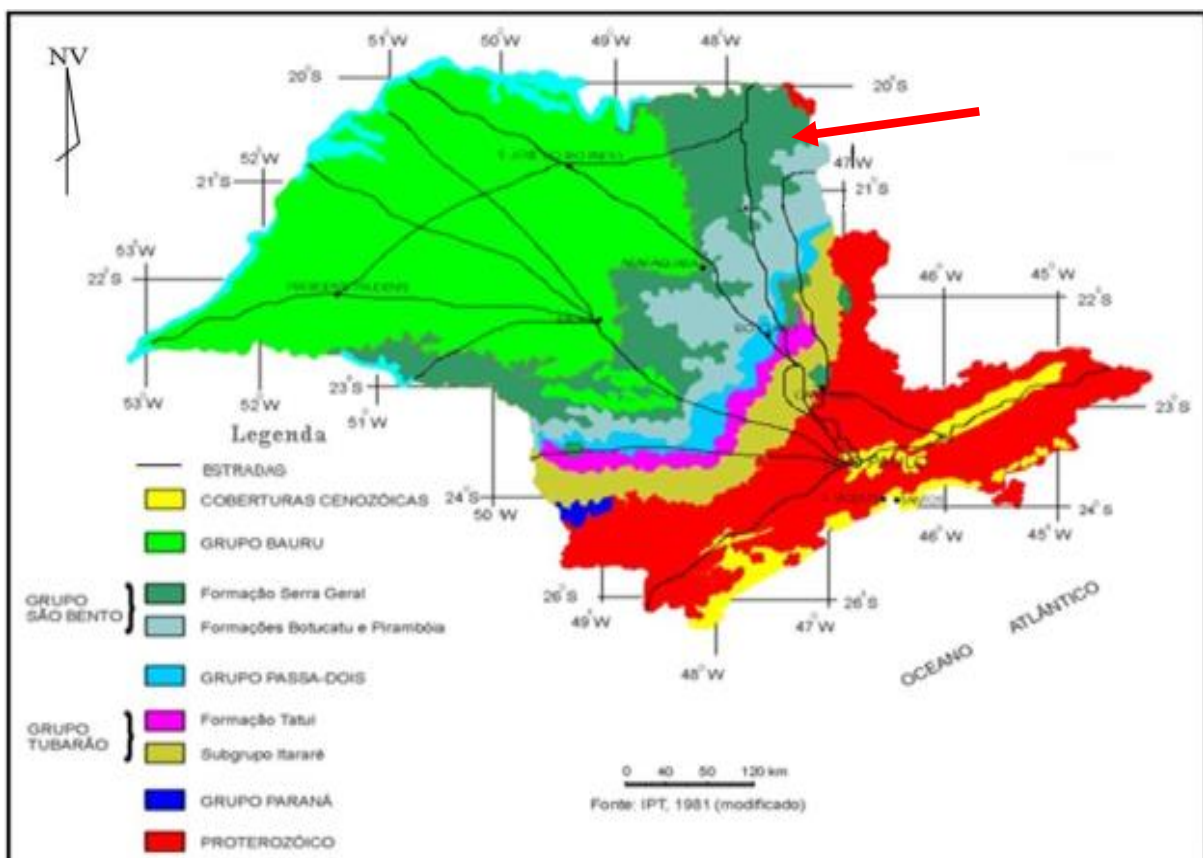 NV
51°W
50°W
49°W
48°W
20°S
20°S
52°W
47°W
21°S
21°S
53°W
22°S
46°W
45°W
22°S
23°S
53°W
52°W
51°W
23°S
24°S
50°W
46°W
45°W
24°S
26°S
49°W
26°S
47°W
48°W
OCEANO ATLÂNTICO
Legenda
ESTRADAS
COBERTURAS CENOZÓICAS
GRUPO BAURU
GRUPO SÃO BENTO
Formação Serra Geral
Formações Botucatu e Pirambóia
GRUPO PASSA-DOIS
GRUPO TUBARÃO
Formação Tatuí
Subgrupo Itararé
GRUPO PARANÁ
PROTEROZÓICO
0 40 80 120 km
Fonte: IPT, 1981 (modificado)